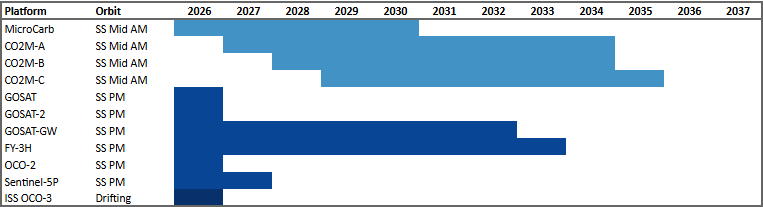 Platform Orbit 2026 2027 2028 2029 2030 2031 2032 2033 2034 2035 2036 2037
MicroCarb SS Mid AM
CO2M-A SS Mid AM
CO2M-B SS Mid AM
CO2M-C SS Mid AM
GOSAT SS PM
GOSAT-2 SS PM
GOSAT-GW SS PM
FY-3H SS PM
OCO-2 SS PM
Sentinel-5P SS PM
ISS OCO-3 Drifting